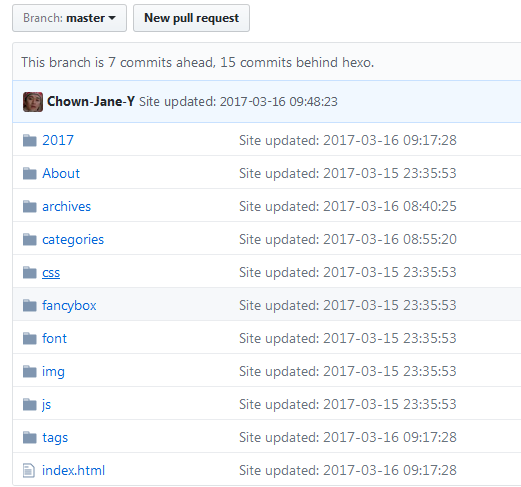 Branch: master New pull request
This branch is 7 commits ahead, 15 commits behind hexo.
Chown-Jane-Y Site updated: 2017-03-16 09:48:23
2017 Site updated: 2017-03-16 09:17:28
About Site updated: 2017-03-15 23:35:53
archives Site updated: 2017-03-16 08:40:25
categories Site updated: 2017-03-16 08:55:20
css Site updated: 2017-03-15 23:35:53
fancybox Site updated: 2017-03-15 23:35:53
font Site updated: 2017-03-15 23:35:53
img Site updated: 2017-03-15 23:35:53
js Site updated: 2017-03-15 23:35:53
tags Site updated: 2017-03-16 09:17:28
index.html Site updated: 2017-03-16 09:17:28